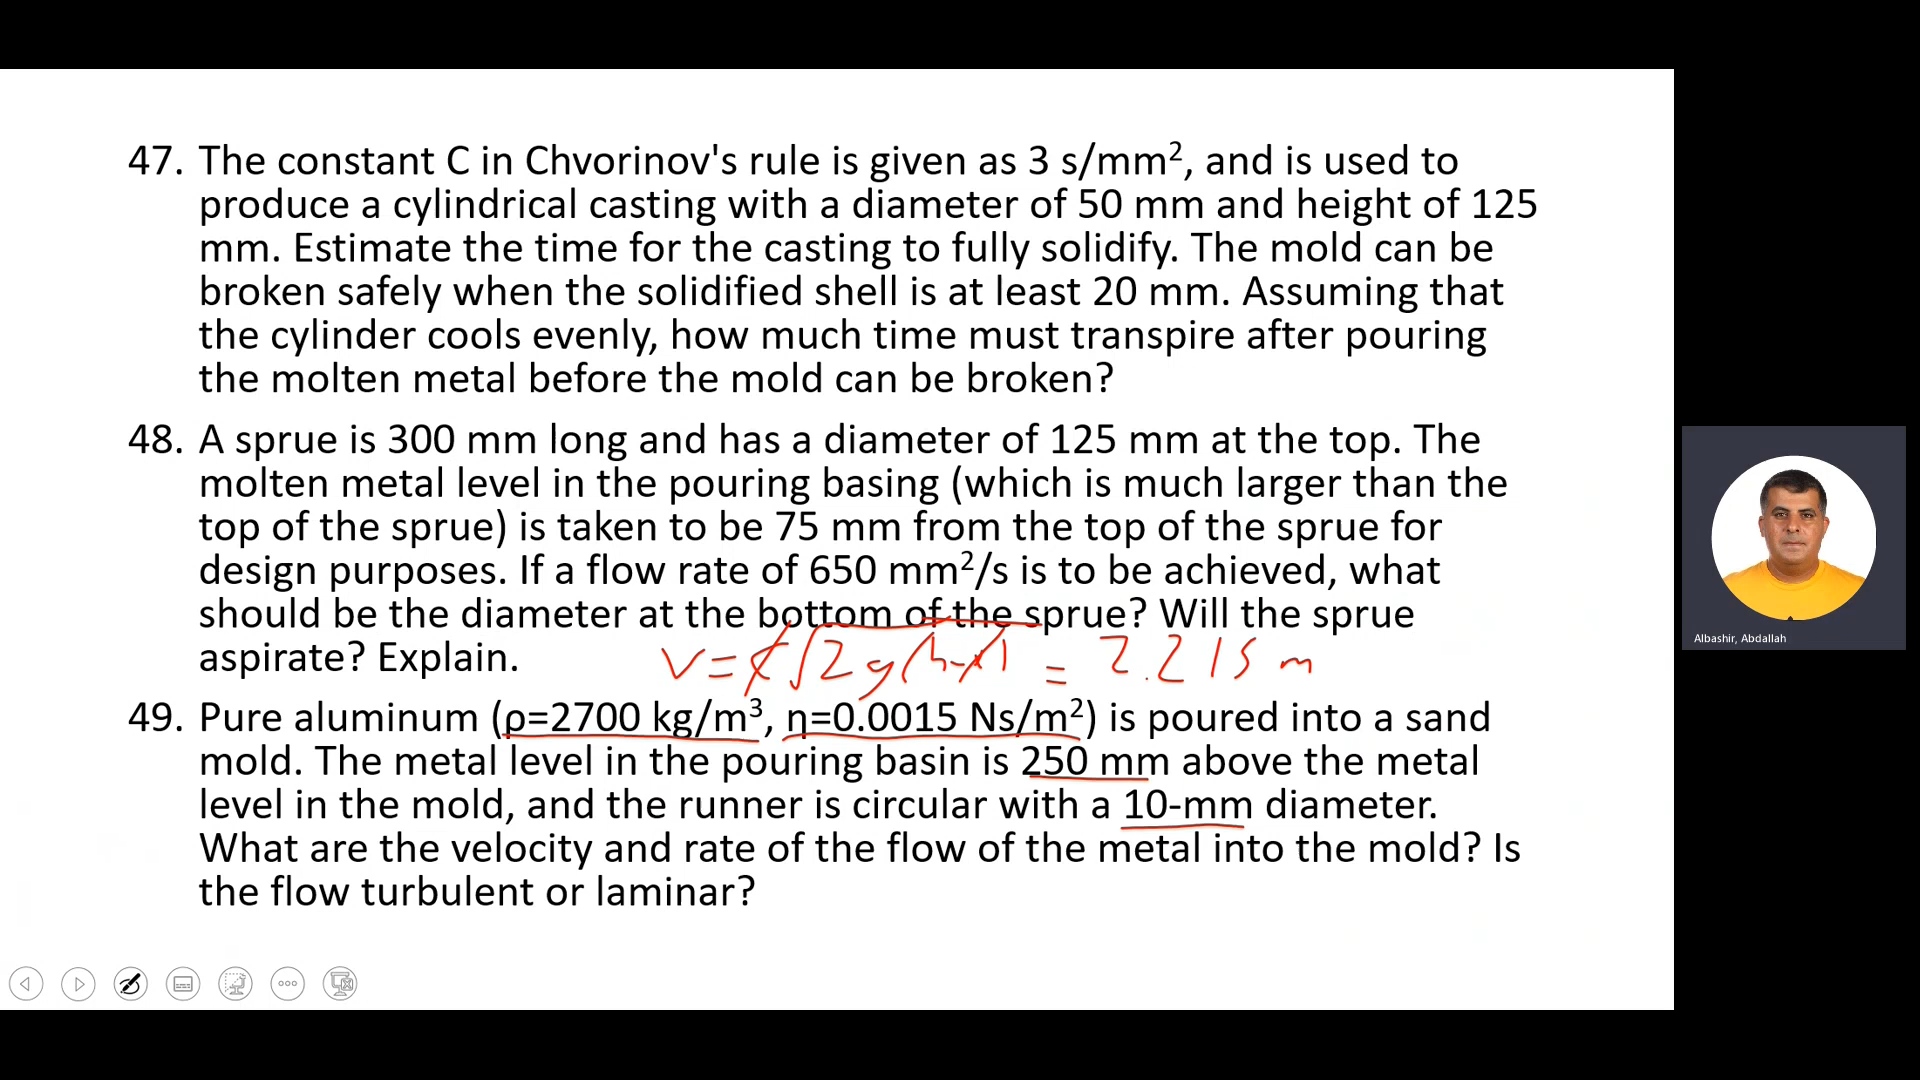 47. The constant C in Chvorinov's rule is given as 3 s/mm², and is used to
produce a cylindrical casting with a diameter of 50 mm and height of 125
mm. Estimate the time for the casting to fully solidify. The mold can be
broken safely when the solidified shell is at least 20 mm. Assuming that
the cylinder cools evenly, how much time must transpire after pouring
the molten metal before the mold can be broken?
48. A sprue is 300 mm long and has a diameter of 125 mm at the top. The
molten metal level in the pouring basing (which is much larger than the
top of the sprue) is taken to be 75 mm from the top of the sprue for
design purposes. If a flow rate of 650 mm²/s is to be achieved, what
should be the diameter at the bottom of the sprue? Will the sprue
aspirate? Explain.
v = c√2g(h-x) = 2.215 m
49. Pure aluminum (ρ=2700 kg/m³, η=0.0015 Ns/m²) is poured into a sand
mold. The metal level in the pouring basin is 250 mm above the metal
level in the mold, and the runner is circular with a 10-mm diameter.
What are the velocity and rate of the flow of the metal into the mold? Is
the flow turbulent or laminar?
Albashir, Abdallah